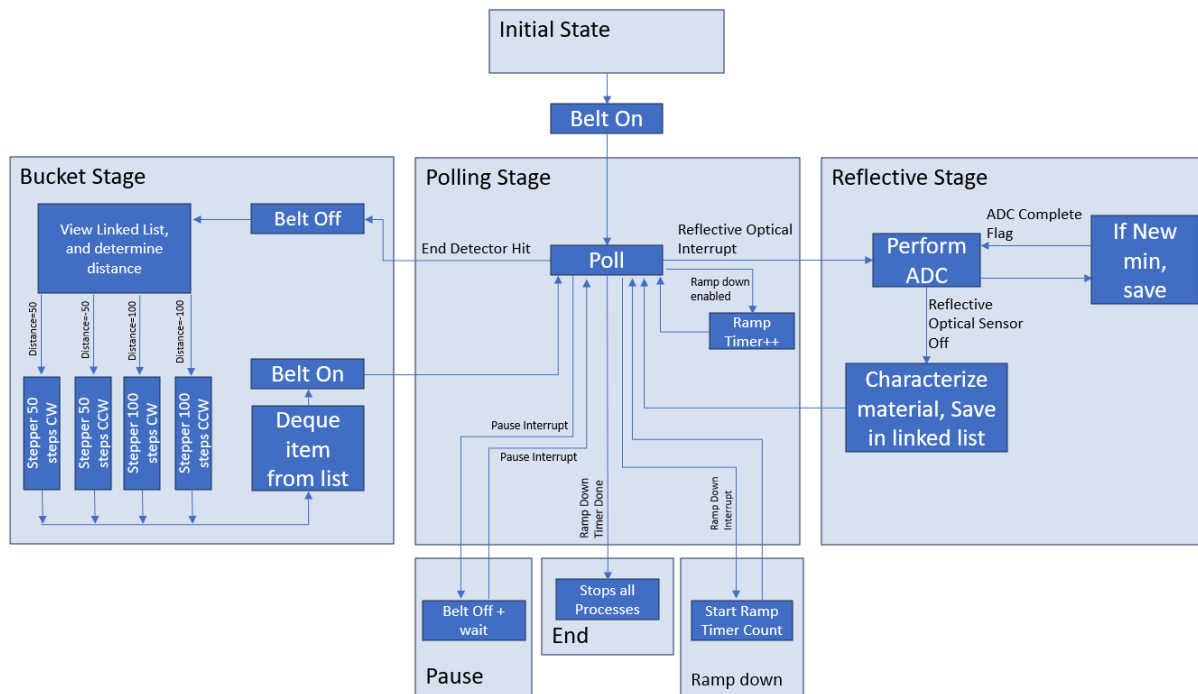 Initial State
Belt On
Bucket Stage
View Linked List,
and determine
distance
Belt Off
Distance=50
Distance=-50
Distance=100
Distance=-100
Stepper 50
steps CW
Stepper 50
steps CCW
Stepper 100
steps CW
Stepper 100
steps CCW
Belt On
Deque
item
from list
Polling Stage
End Detector Hit
Poll
Reflective Optical
Interrupt
Ramp down
enabled
Ramp
Timer++
Pause Interrupt
Pause Interrupt
Ramp Down
Timer Done
Ramp Down
Interrupt
Reflective Stage
ADC Complete
Flag
Perform
ADC
If New
min,
save
Reflective
Optical Sensor
Off
Characterize
material, Save
in linked list
Belt Off +
wait
Pause
Stops all
Processes
End
Start Ramp
Timer Count
Ramp down